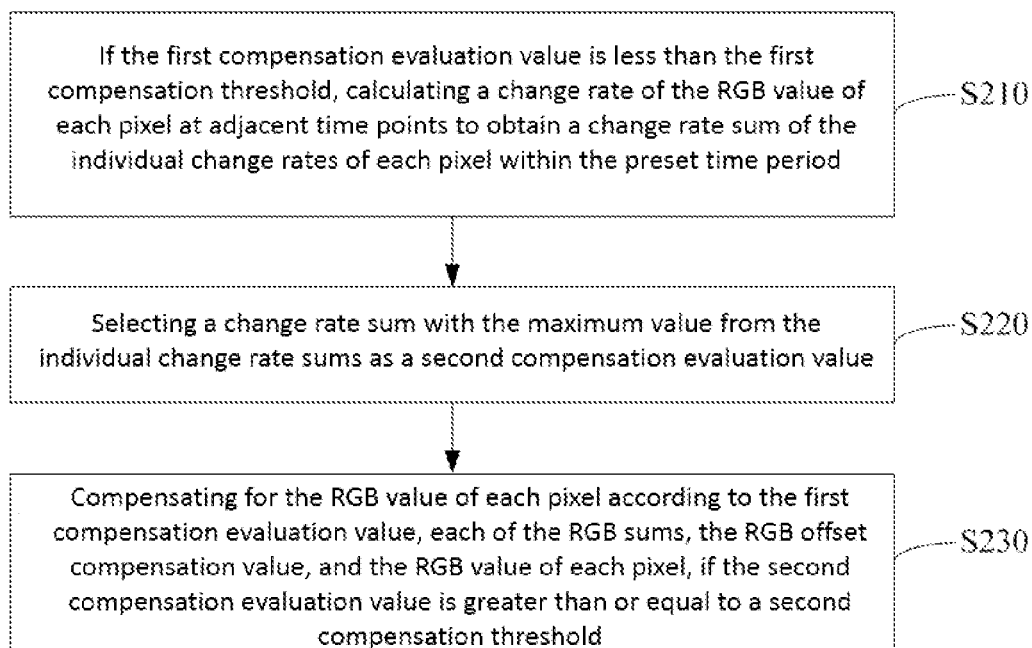 If the first compensation evaluation value is less than the first
compensation threshold, calculating a change rate of the RGB value of
each pixel at adjacent time points to obtain a change rate sum of the
individual change rates of each pixel within the preset time period
S210
Selecting a change rate sum with the maximum value from the
individual change rate sums as a second compensation evaluation value
S220
Compensating for the RGB value of each pixel according to the first
compensation evaluation value, each of the RGB sums, the RGB offset
compensation value, and the RGB value of each pixel, if the second
compensation evaluation value is greater than or equal to a second
compensation threshold
S230